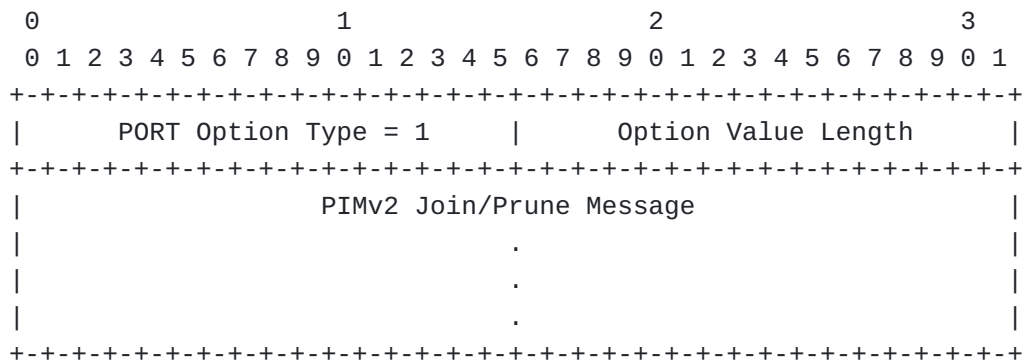 0                   1                   2                   3
 0 1 2 3 4 5 6 7 8 9 0 1 2 3 4 5 6 7 8 9 0 1 2 3 4 5 6 7 8 9 0 1
+-+-+-+-+-+-+-+-+-+-+-+-+-+-+-+-+-+-+-+-+-+-+-+-+-+-+-+-+-+-+-+-+
|      PORT Option Type = 1     |      Option Value Length      |
+-+-+-+-+-+-+-+-+-+-+-+-+-+-+-+-+-+-+-+-+-+-+-+-+-+-+-+-+-+-+-+-+
|                   PIMv2 Join/Prune Message                    |
|                               .                               |
|                               .                               |
|                               .                               |
+-+-+-+-+-+-+-+-+-+-+-+-+-+-+-+-+-+-+-+-+-+-+-+-+-+-+-+-+-+-+-+-+